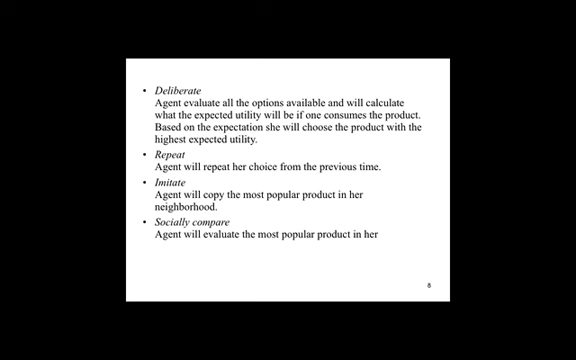 • Deliberate
Agent evaluate all the options available and will calculate
what the expected utility will be if one consumes the product.
Based on the expectation she will choose the product with the
highest expected utility.
• Repeat
Agent will repeat her choice from the previous time.
• Imitate
Agent will copy the most popular product in her
neighborhood.
• Socially compare
Agent will evaluate the most popular product in her
8